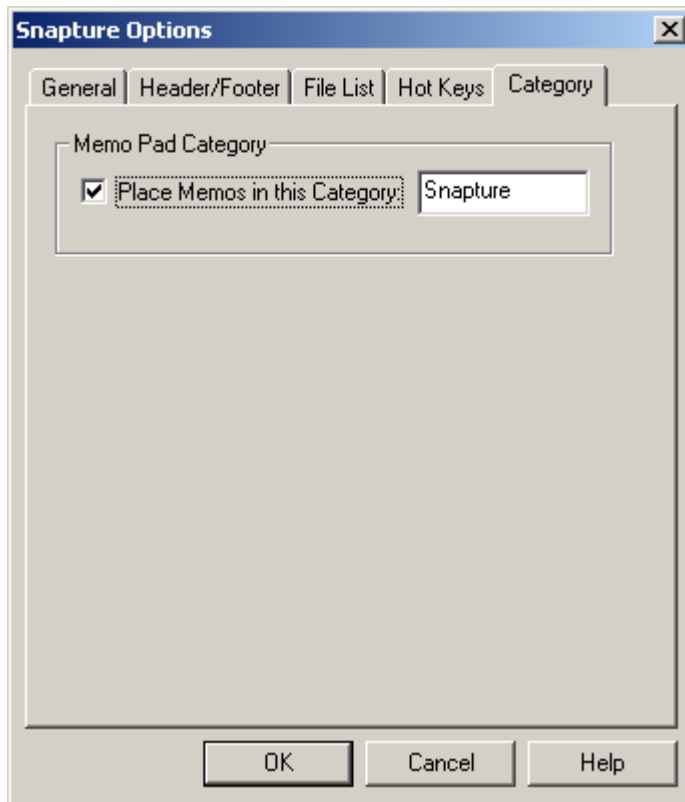 Snapture Options
General Header/Footer File List Hot Keys Category
Memo Pad Category
Place Memos in this Category: Snapture
OK Cancel Help